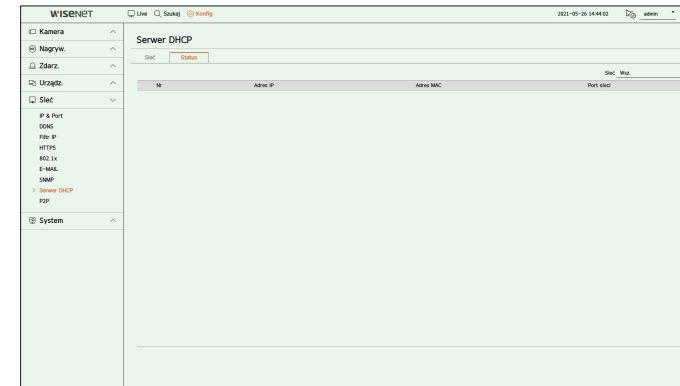 WISENET
Live Szukaj Konfig 2021-05-26 14:44:02 admin
Kamera
Nagryw.
Zdarz.
Urządz.
Sieć
IP & Port
DDNS
Filtr IP
HTTPS
802.1x
E-MAIL
SNMP
> Serwer DHCP
P2P
System
Serwer DHCP
Sieć Status
Sieć Wsz.
Nr Adres IP Adres MAC Port sieci